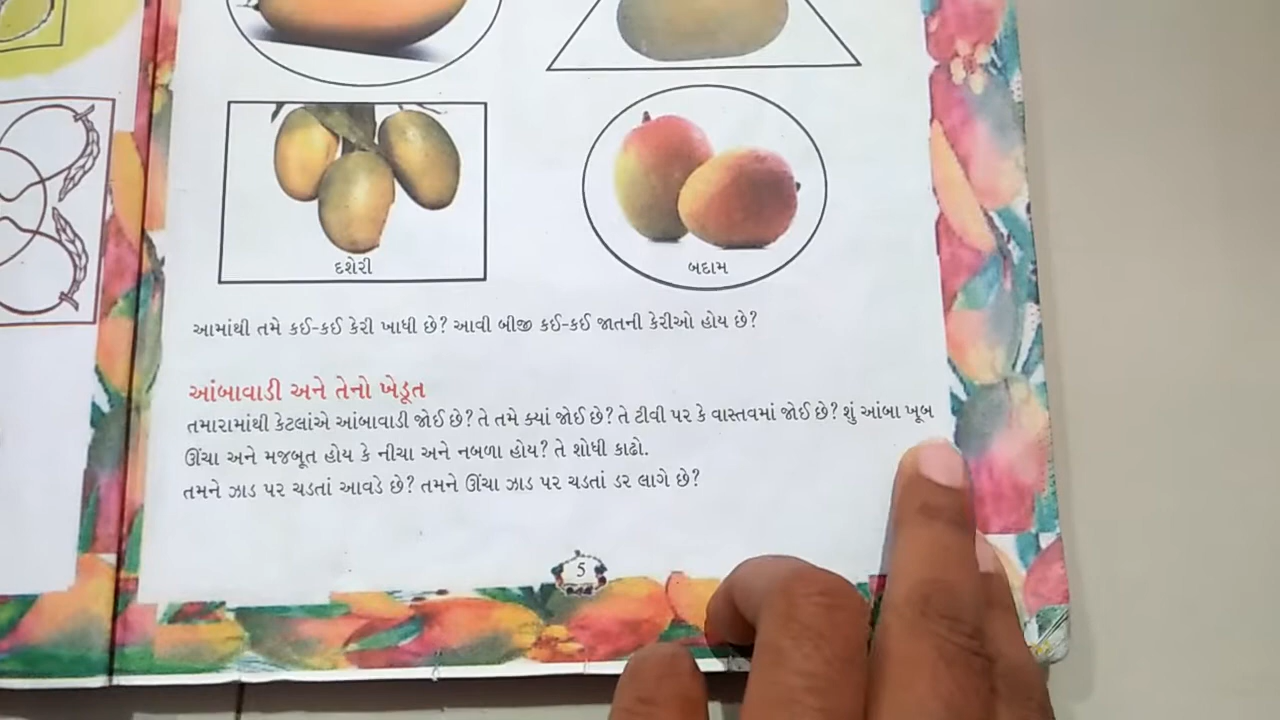 દશેરી
બદામ
આમાંથી તમે કઈ-કઈ કેરી ખાધી છે? આવી બીજી કઈ-કઈ જાતની કેરીઓ હોય છે?
આંબાવાડી અને તેનો ખેડૂત
તમારામાંથી કેટલાંએ આંબાવાડી જોઈ છે? તે તમે ક્યાં જોઈ છે? તે ટીવી પર કે વાસ્તવમાં જોઈ છે? શું આંબા ખૂબ
ઊંચા અને મજબૂત હોય કે નીચા અને નબળા હોય? તે શોધી કાઢો.
તમને ઝાડ પર ચડતાં આવડે છે? તમને ઊંચા ઝાડ પર ચડતાં ડર લાગે છે?
5